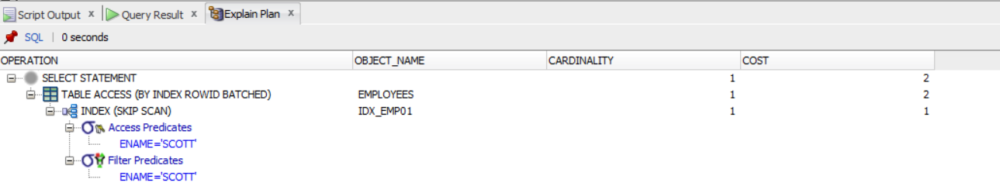 Script Output x Query Result x Explain Plan x
SQL | 0 seconds
OPERATION OBJECT_NAME CARDINALITY COST
SELECT STATEMENT 1 2
TABLE ACCESS (BY INDEX ROWID BATCHED) EMPLOYEES 1 2
INDEX (SKIP SCAN) IDX_EMP01 1 1
Access Predicates
ENAME='SCOTT'
Filter Predicates
ENAME='SCOTT'